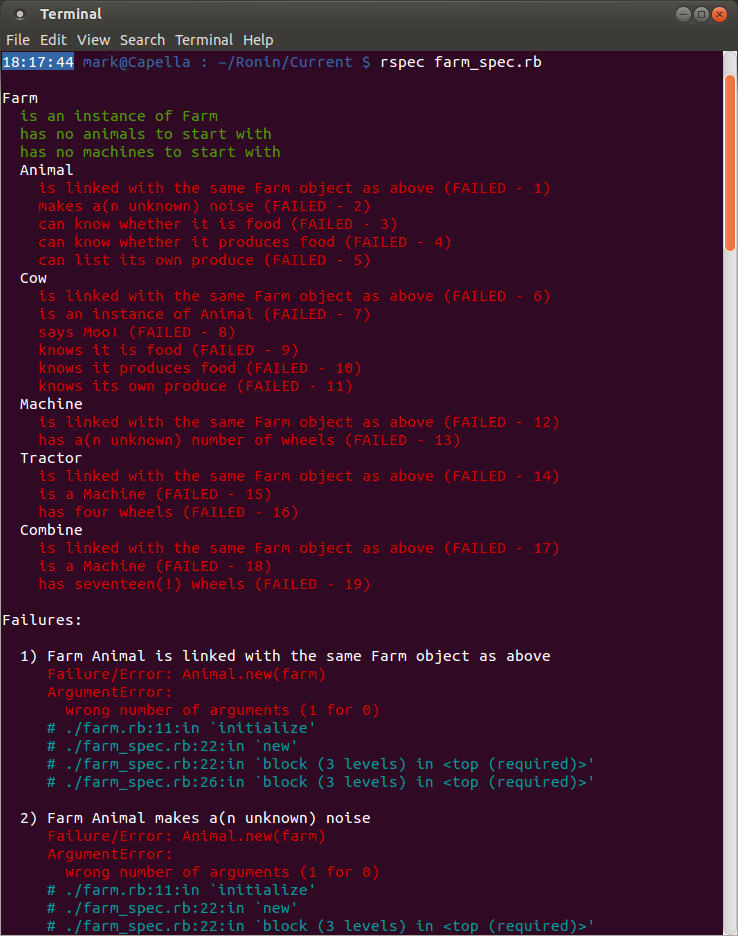 Terminal
File Edit View Search Terminal Help
18:17:44 mark@Capella : ~/Ronin/Current $ rspec farm_spec.rb
Farm
is an instance of Farm
has no animals to start with
has no machines to start with
Animal
is linked with the same Farm object as above (FAILED - 1)
makes a(n unknown) noise (FAILED - 2)
can know whether it is food (FAILED - 3)
can know whether it produces food (FAILED - 4)
can list its own produce (FAILED - 5)
Cow
is linked with the same Farm object as above (FAILED - 6)
is an instance of Animal (FAILED - 7)
says Moo! (FAILED - 8)
knows it is food (FAILED - 9)
knows it produces food (FAILED - 10)
knows its own produce (FAILED - 11)
Machine
is linked with the same Farm object as above (FAILED - 12)
has a(n unknown) number of wheels (FAILED - 13)
Tractor
is linked with the same Farm object as above (FAILED - 14)
is a Machine (FAILED - 15)
has four wheels (FAILED - 16)
Combine
is linked with the same Farm object as above (FAILED - 17)
is a Machine (FAILED - 18)
has seventeen(!) wheels (FAILED - 19)
Failures:
1) Farm Animal is linked with the same Farm object as above
Failure/Error: Animal.new(farm)
ArgumentError:
wrong number of arguments (1 for 0)
# ./farm.rb:11:in `initialize'
# ./farm_spec.rb:22:in `new'
# ./farm_spec.rb:22:in `block (3 levels) in <top (required)>'
# ./farm_spec.rb:26:in `block (3 levels) in <top (required)>'
2) Farm Animal makes a(n unknown) noise
Failure/Error: Animal.new(farm)
ArgumentError:
wrong number of arguments (1 for 0)
# ./farm.rb:11:in `initialize'
# ./farm_spec.rb:22:in `new'
# ./farm_spec.rb:22:in `block (3 levels) in <top (required)>'